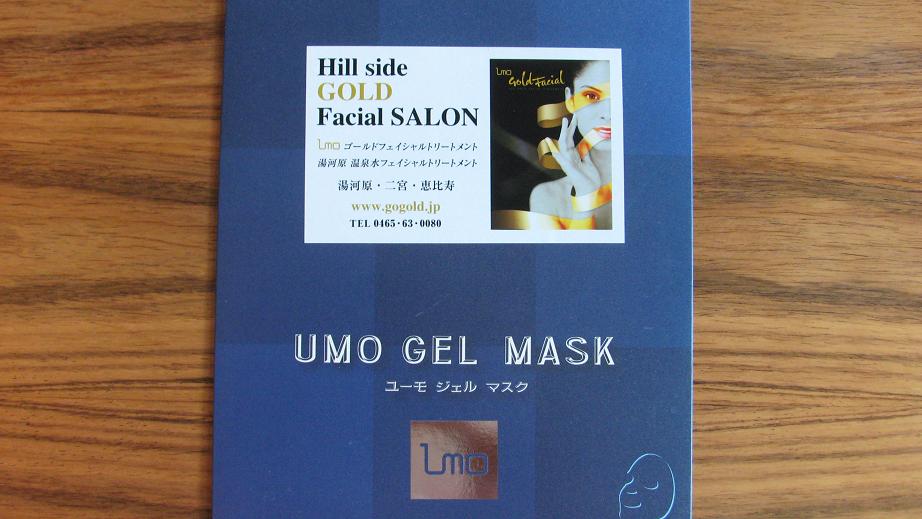 Hill side
GOLD
Facial SALON
umo ゴールドフェイシャルトリートメント
湯河原 温泉水フェイシャルトリートメント
湯河原・二宮・恵比寿
www.gogold.jp
TEL 0465・63・0080
umo
Gold Facial
UMO GEL MASK
ユーモ ジェル マスク
umo